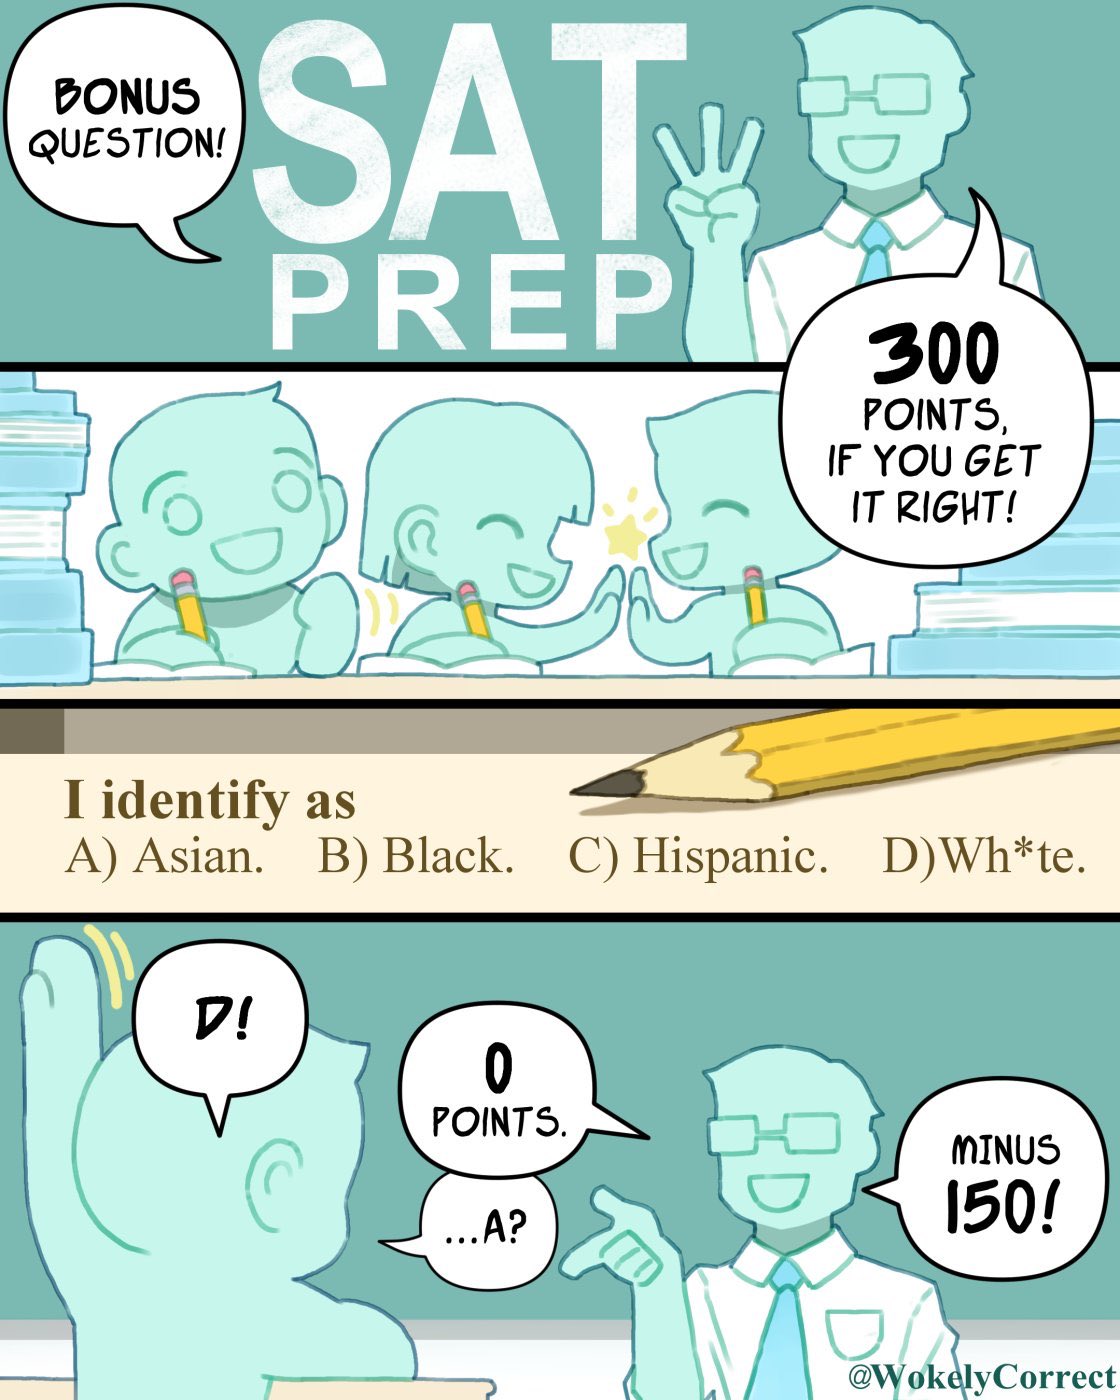 BONUS
QUESTION!
SAT
PREP
300
POINTS,
IF YOU GET
IT RIGHT!
I identify as
A) Asian. B) Black. C) Hispanic. D)Wh*te.
D!
0
POINTS.
...A?
MINUS
150!
@WokelyCorrect